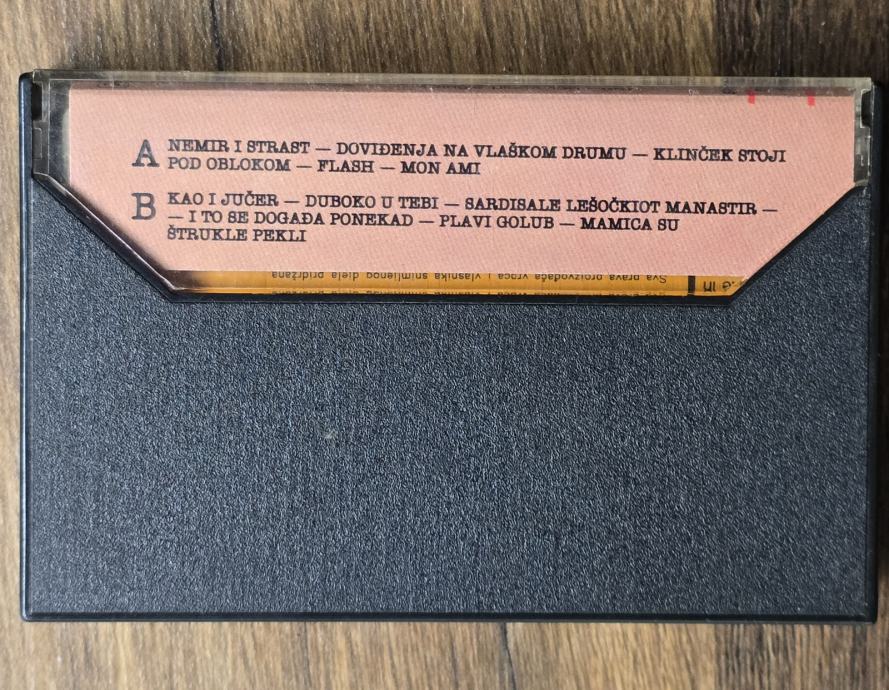 A NEMIR I STRAST — DOVIĐENJA NA VLAŠKOM DRUMU — KLINČEK STOJI
POD OBLOKOM — FLASH — MON AMI
B KAO I JUČER — DUBOKO U TEBI — SARDISALE LEŠOČKIOT MANASTIR —
— I TO SE DOGAĐA PONEKAD — PLAVI GOLUB — MAMICA SU
ŠTRUKLE PEKLI
Sva prava proizvođača vrpca i vlasnika snimljenog djela pridržana